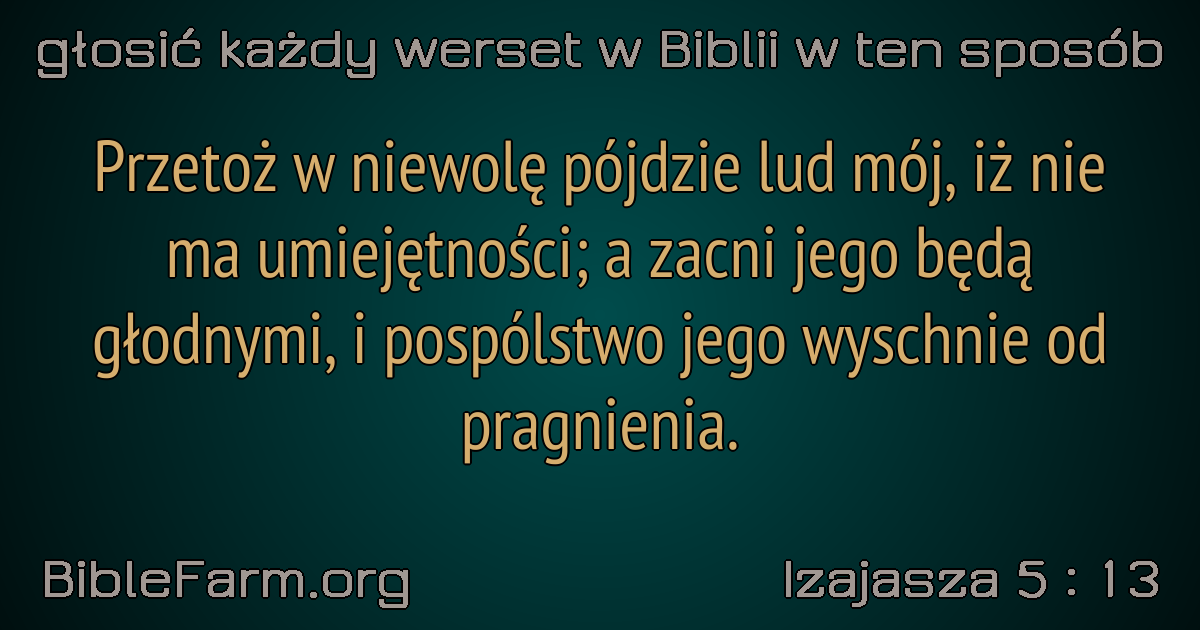 głosić każdy werset w Biblii w ten sposób
Przetoż w niewolę pójdzie lud mój, iż nie
ma umiejętności; a zacni jego będą
głodnymi, i pospólstwo jego wyschnie od
pragnienia.
BibleFarm.org
Izajasza 5 : 13